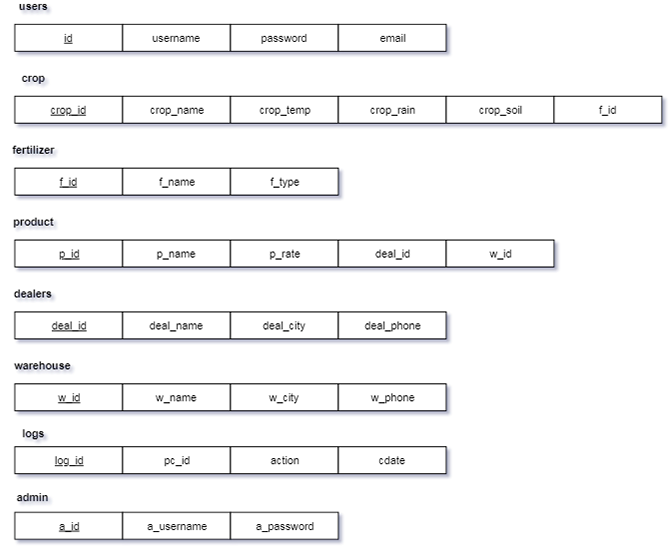 users
id username password email
crop
crop_id crop_name crop_temp crop_rain crop_soil f_id
fertilizer
f_id f_name f_type
product
p_id p_name p_rate deal_id w_id
dealers
deal_id deal_name deal_city deal_phone
warehouse
w_id w_name w_city w_phone
logs
log_id pc_id action cdate
admin
a_id a_username a_password